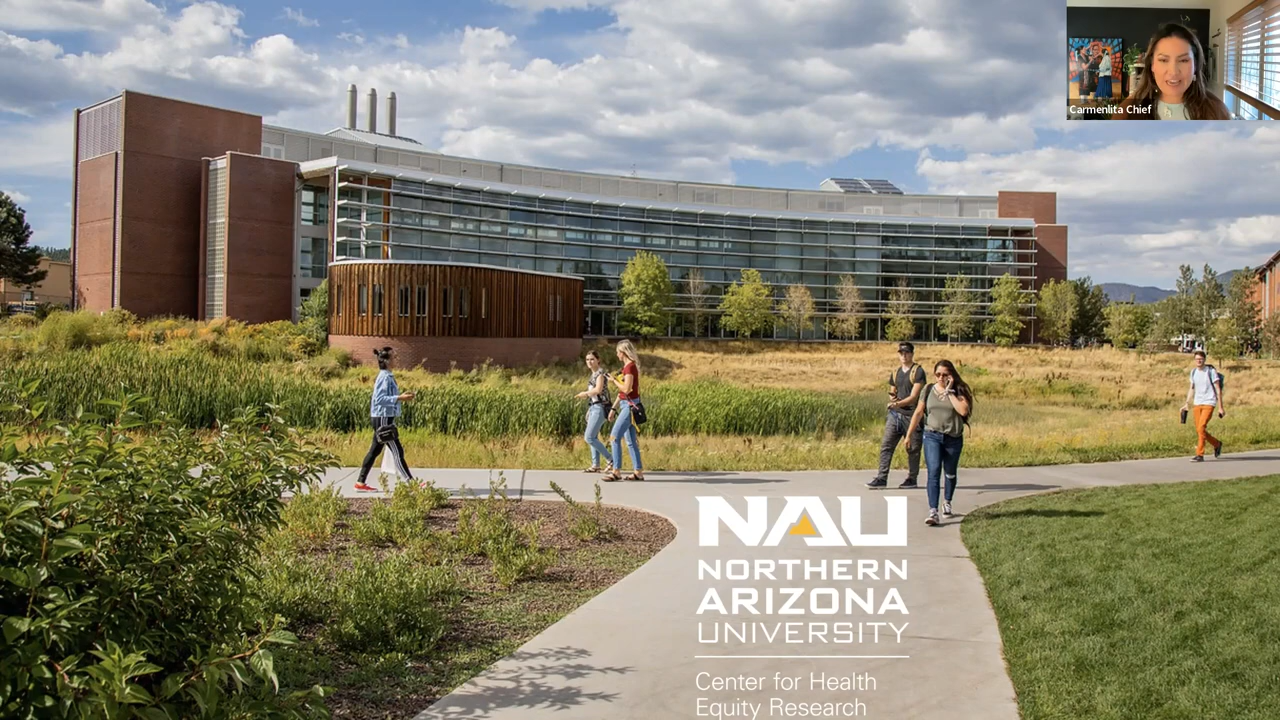 Carmenlita Chief
NAU
NORTHERN
ARIZONA
UNIVERSITY
Center for Health
Equity Research